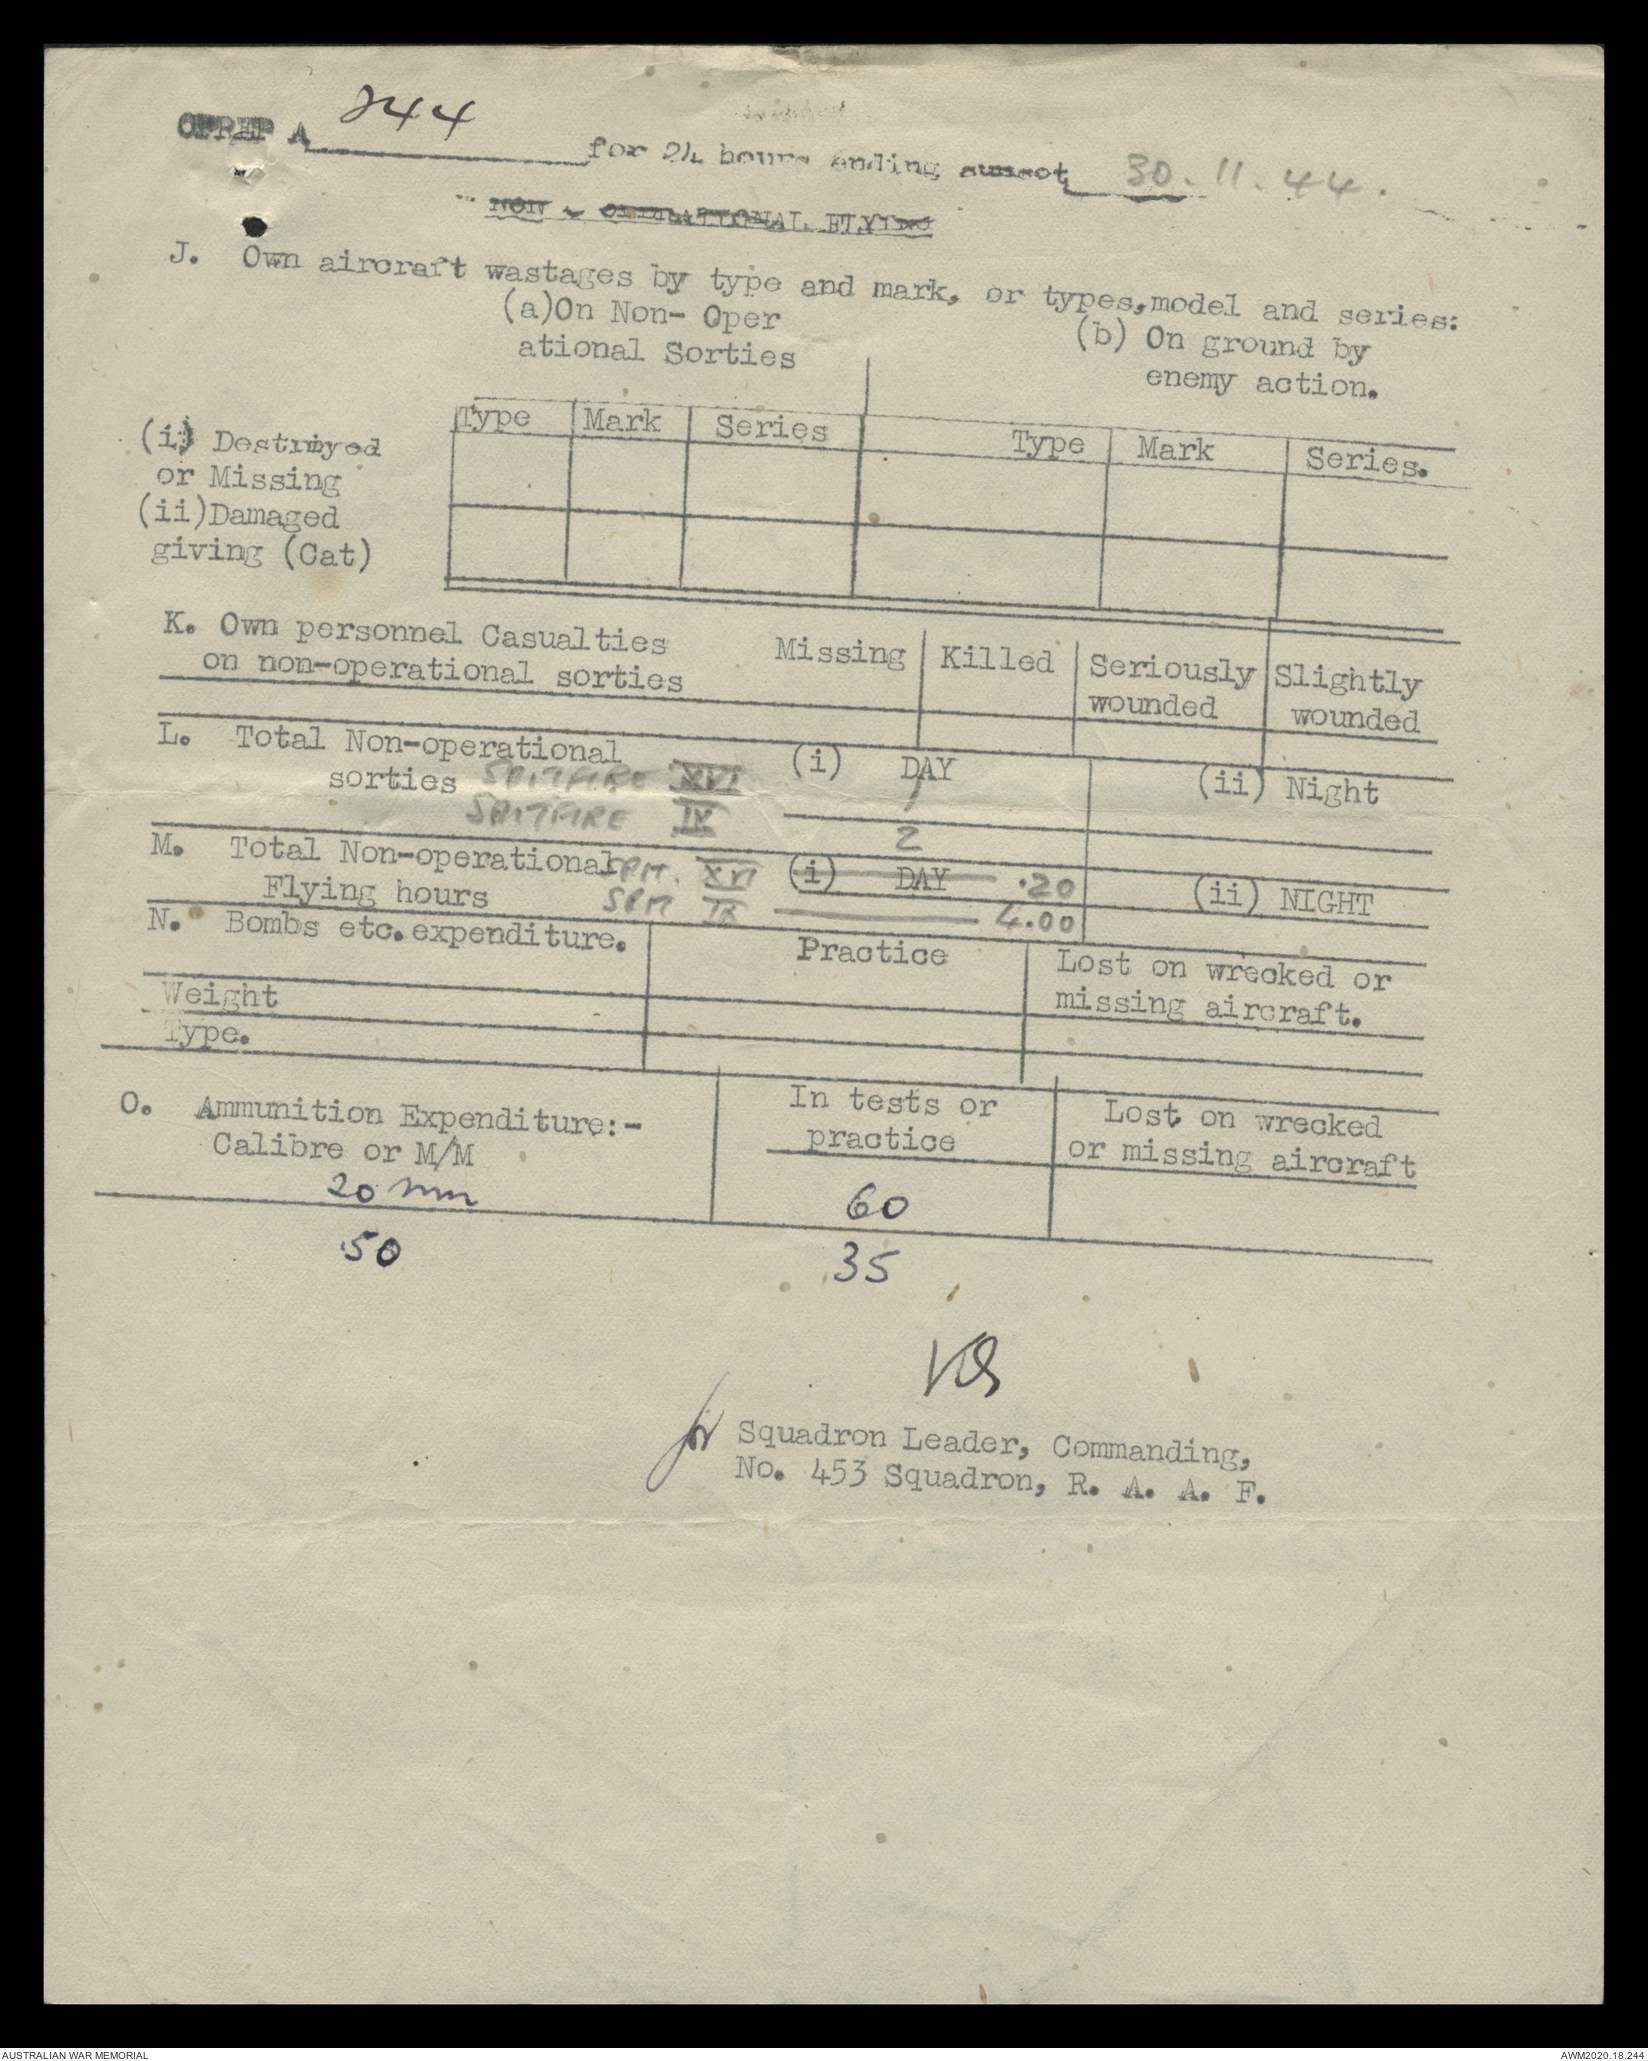 OPREP A 244 for 24 hours ending sunset 30.11.44.
NON - OPERATIONAL FLYING
J. Own aircraft wastages by type and mark, or types, model and series:
(a)On Non- Oper
ational Sorties
(b) On ground by
enemy action.
Type Mark Series Type Mark Series.
(i) Destroyed
or Missing
(ii)Damaged
giving (Cat)
K. Own personnel Casualties
on non-operational sorties
Missing Killed Seriously
wounded Slightly
wounded
L. Total Non-operational (i) DAY (ii) Night
sorties SPITFIRE XVI 1
SPITFIRE IX 2
M. Total Non-operational SPIT. XVI (i) DAY .20 (ii) NIGHT
Flying hours SPIT IX 4.00
N. Bombs etc.expenditure. Practice Lost on wrecked or
missing aircraft.
Weight
Type.
O. Ammunition Expenditure:- In tests or
practice Lost on wrecked
or missing aircraft
Calibre or M/M
20 mm 60
.50 35
for Squadron Leader, Commanding,
No. 453 Squadron, R. A. A. F.
AUSTRALIAN WAR MEMORIAL AWM2020.18.244